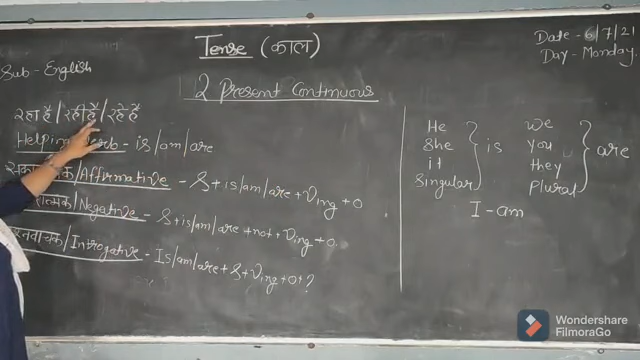 Tense (काल)
Date - 6/7/21
Day - Monday.
Sub - English
2 Present Continuous
रहा है / रही है / रहे हैं
Helping verb - is/am/are
/Affirmative - S+is/am/are+Ving+O
/Negative - S+is/am/are+not+Ving+O.
/Introgative - Is/am/are+S+Ving+O+?
He
She
it
Singular
is
We
you
they
Plural
are
I - am
Wondershare
FilmoraGo